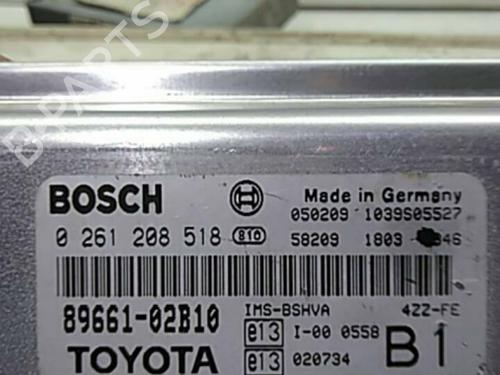 B-PARTS
BOSCH
Made in Germany
050209 1039S05527
0 261 208 518 810
58209 1803 46
89661-02B10
IMS-BSHVA 4ZZ-FE
e13 I-00 0558
B1
TOYOTA
e13 020734